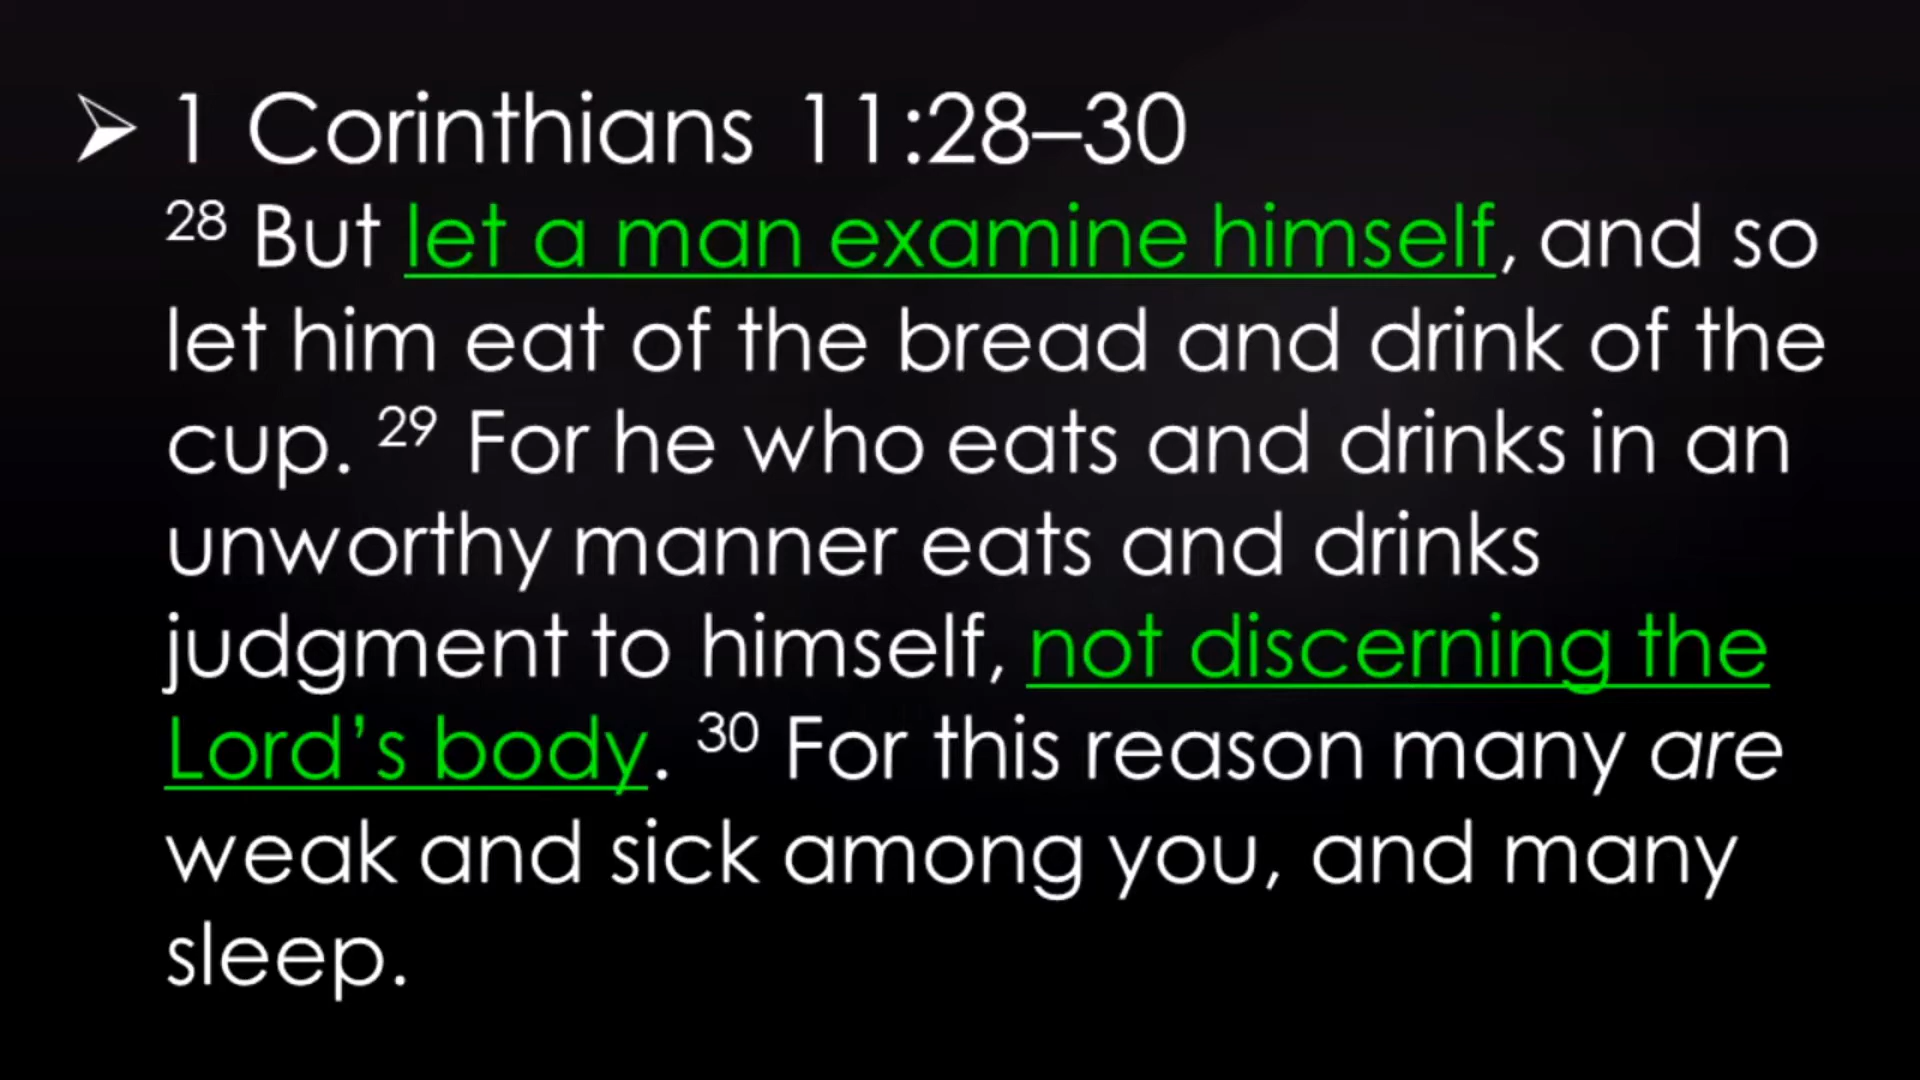 ➢ 1 Corinthians 11:28–30
28 But let a man examine himself, and so
let him eat of the bread and drink of the
cup. 29 For he who eats and drinks in an
unworthy manner eats and drinks
judgment to himself, not discerning the
Lord’s body. 30 For this reason many are
weak and sick among you, and many
sleep.